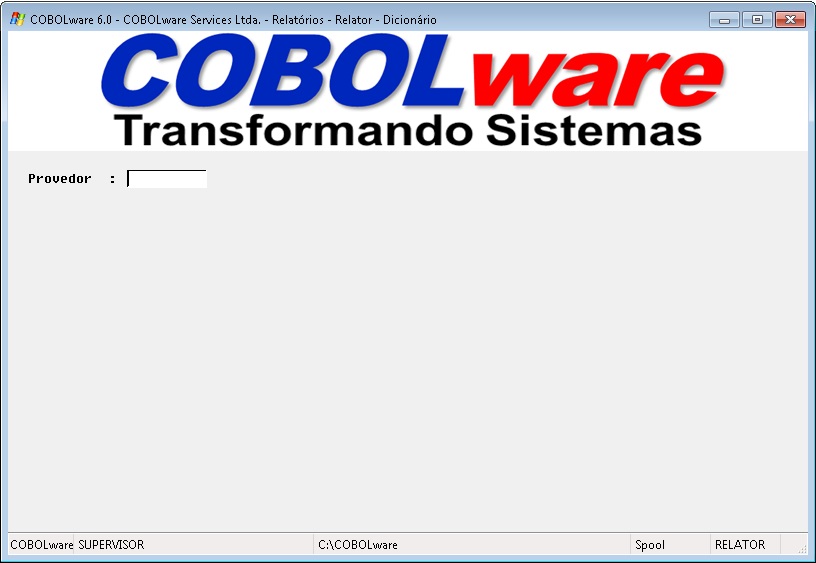 COBOLware 6.0 - COBOLware Services Ltda. - Relatórios - Relator - Dicionário
COBOLware
Transformando Sistemas
Provedor :
COBOLware SUPERVISOR C:\COBOLware Spool RELATOR